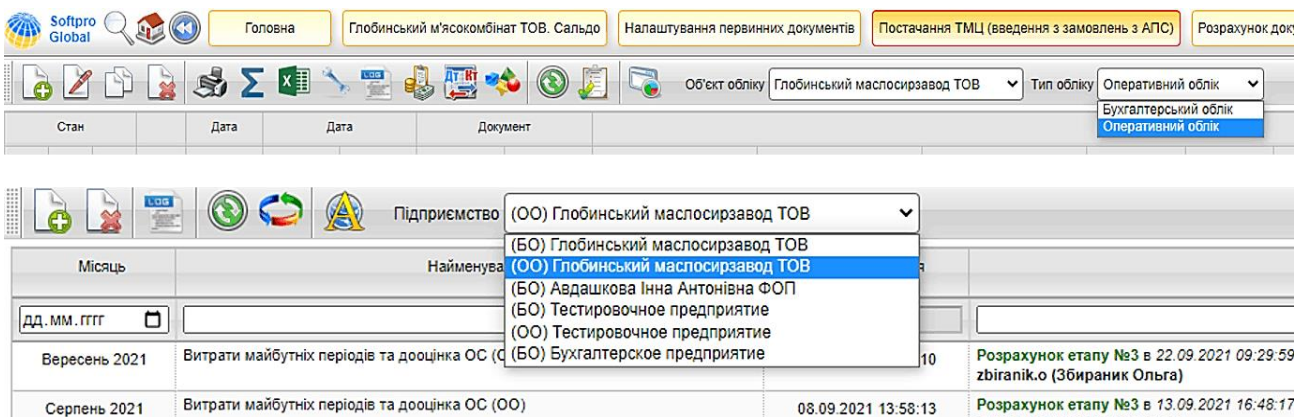 Softpro Global
Головна
Глобинський м'ясокомбінат ТОВ. Сальдо
Налаштування первинних документів
Постачання ТМЦ (введення з замовлень з АПС)
Розрахунок доку
LOG ДТ КТ Об'єкт обліку Глобинський маслосирзавод ТОВ Тип обліку Оперативний облік
Бухгалтерський облік
Оперативний облік
Стан Дата Дата Документ
LOG Підприємство (ОО) Глобинський маслосирзавод ТОВ
(БО) Глобинський маслосирзавод ТОВ
(ОО) Глобинський маслосирзавод ТОВ
(БО) Авдашкова Інна Антонівна ФОП
(БО) Тестировочное предприятие
(ОО) Тестировочное предприятие
(БО) Бухгалтерское предприятие
Місяць Найменува
дд.мм.гггг
Вересень 2021 Витрати майбутніх періодів та дооцінка ОС (О 10 Розрахунок етапу №3 в 22.09.2021 09:29:59
zbiranik.o (Збираник Ольга)
Серпень 2021 Витрати майбутніх періодів та дооцінка ОС (ОО) 08.09.2021 13:58:13 Розрахунок етапу №3 в 13.09.2021 16:48:17